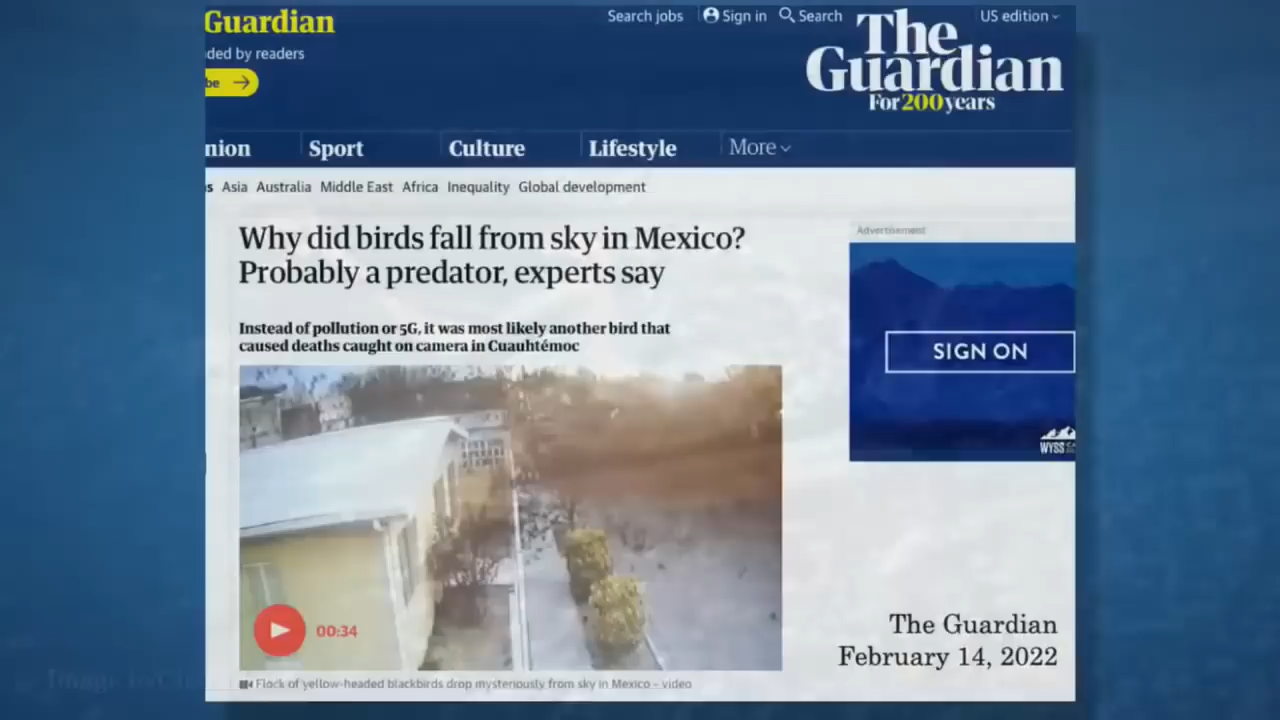 Guardian
ded by readers
be
Search jobs
Sign in
Search
US edition
The
Guardian
For 200 years
nion
Sport
Culture
Lifestyle
More
s
Asia
Australia
Middle East
Africa
Inequality
Global development
Why did birds fall from sky in Mexico?
Probably a predator, experts say
Instead of pollution or 5G, it was most likely another bird that
caused deaths caught on camera in Cuauhtémoc
Advertisement
SIGN ON
WYSS
00:34
Flock of yellow-headed blackbirds drop mysteriously from sky in Mexico – video
The Guardian
February 14, 2022